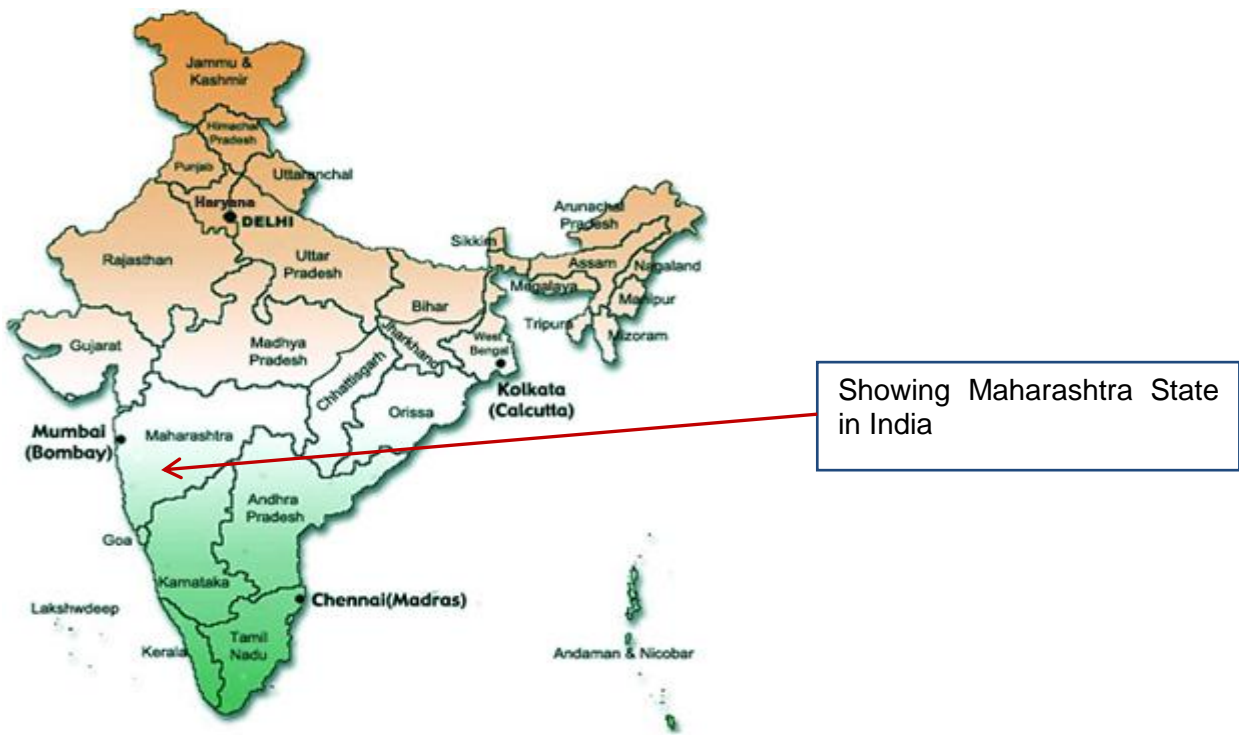 Jammu &
Kashmir
Himachal
Pradesh
Punjab
Uttaranchal
Haryana
DELHI
Arunachal
Pradesh
Sikkim
Rajasthan
Uttar
Pradesh
Assam
Nagaland
Megalaya
Bihar
Manipur
Tripura
Mizoram
Gujarat
Madhya
Pradesh
Jharkhand
West
Bengal
Chhattisgarh
Kolkata
(Calcutta)
Orissa
Showing Maharashtra State
in India
Mumbai
(Bombay)
Maharashtra
Andhra
Pradesh
Goa
Karnataka
Chennai(Madras)
Lakshwdeep
Kerala
Tamil
Nadu
Andaman & Nicobar